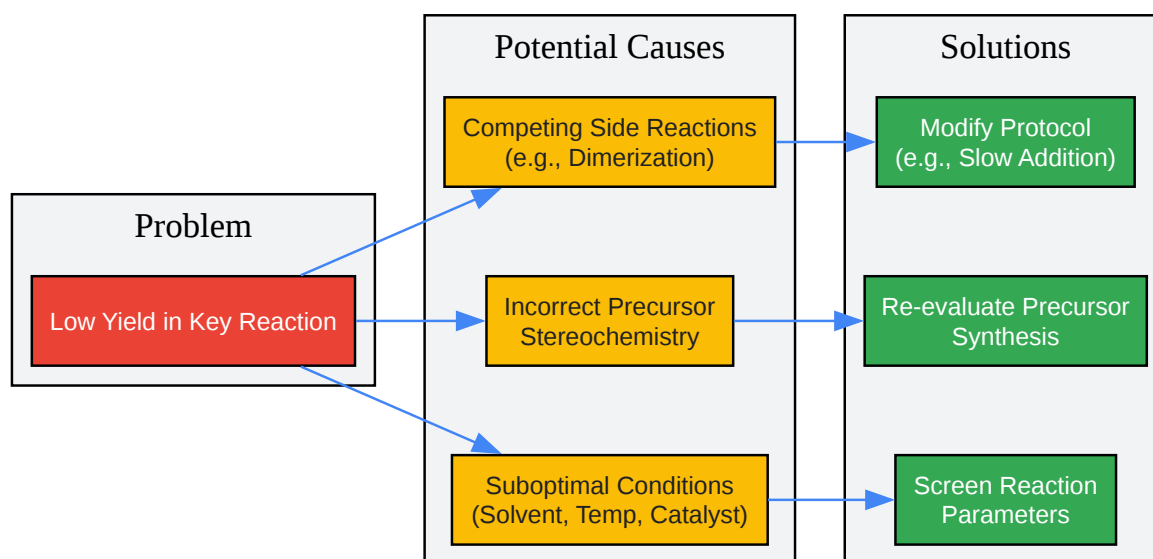 Problem
Low Yield in Key Reaction
Potential Causes
Competing Side Reactions
(e.g., Dimerization)
Incorrect Precursor
Stereochemistry
Suboptimal Conditions
(Solvent, Temp, Catalyst)
Solutions
Modify Protocol
(e.g., Slow Addition)
Re-evaluate Precursor
Synthesis
Screen Reaction
Parameters